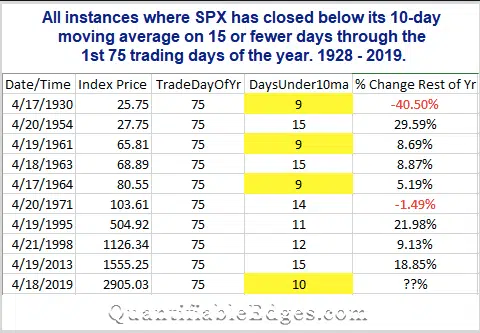 All instances where SPX has closed below its 10-day
moving average on 15 or fewer days through the
1st 75 trading days of the year. 1928 - 2019.
Date/Time Index Price TradeDayOfYr DaysUnder10ma % Change Rest of Yr
4/17/1930 25.75 75 9 -40.50%
4/20/1954 27.75 75 15 29.59%
4/19/1961 65.81 75 9 8.69%
4/18/1963 68.89 75 15 8.87%
4/17/1964 80.55 75 9 5.19%
4/20/1971 103.61 75 14 -1.49%
4/19/1995 504.92 75 11 21.98%
4/21/1998 1126.34 75 12 9.13%
4/19/2013 1555.25 75 15 18.85%
4/18/2019 2905.03 75 10 ??%
QuantifiableEdges.com